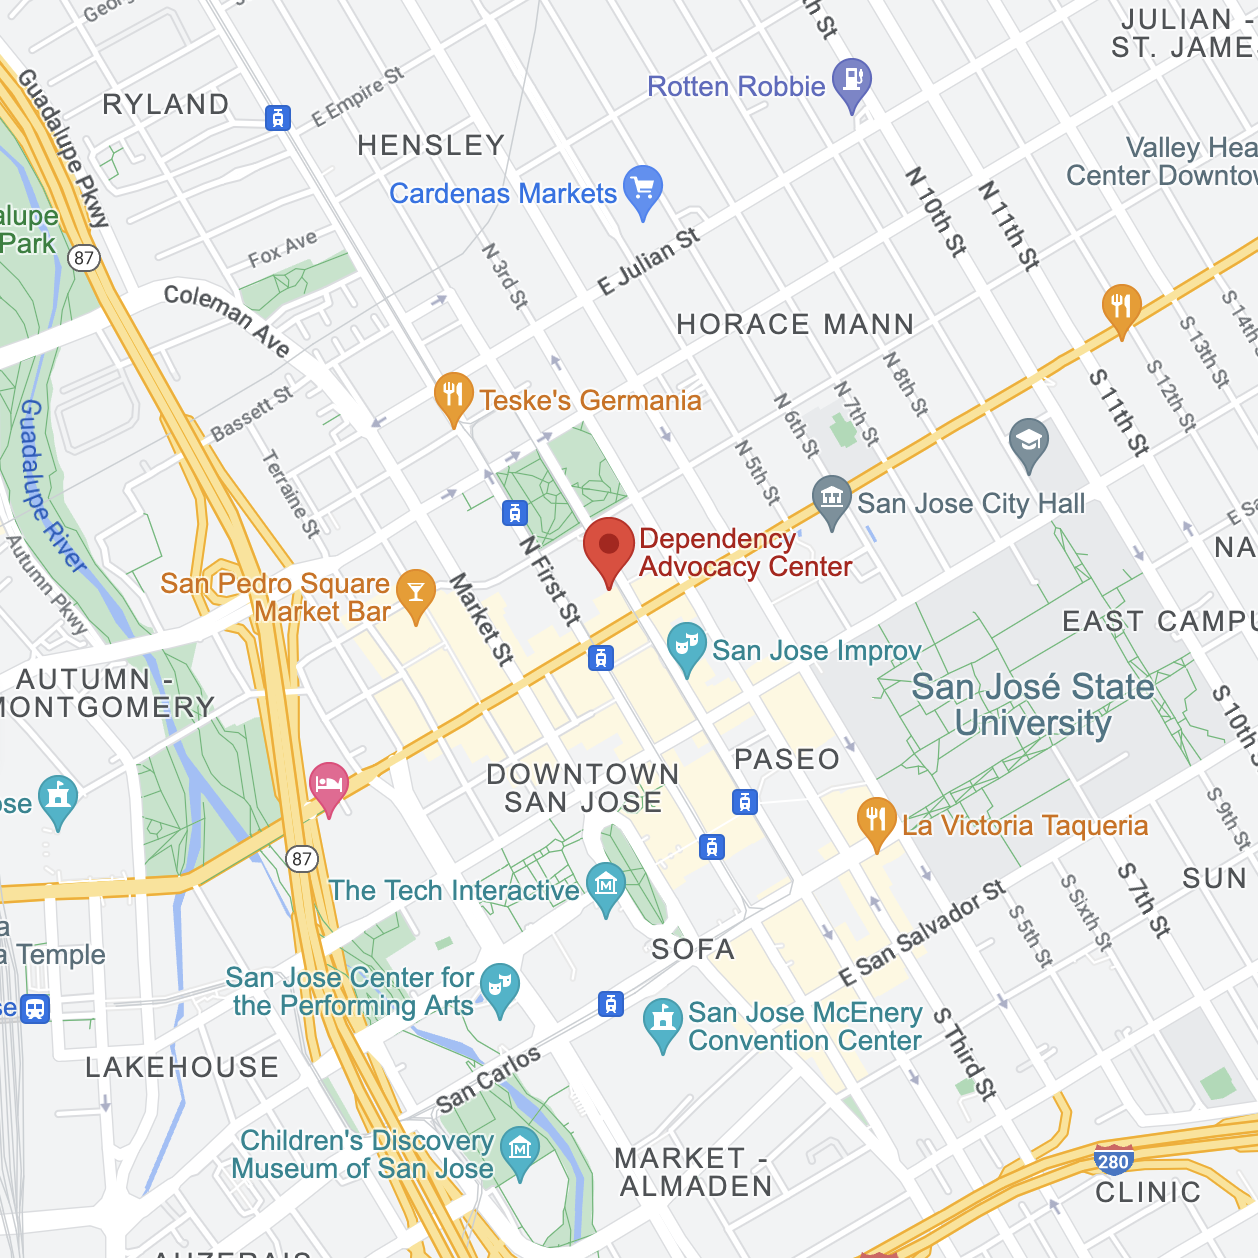 JULIAN -
ST. JAME
RYLAND
E Empire St
Guadalupe Pkwy
HENSLEY
Rotten Robbie
Cardenas Markets
Valley Hea
Center Downtow
N 10th St
N 11th St
alupe
Park
87
Fox Ave
Coleman Ave
N 3rd St
E Julian St
HORACE MANN
S 14th
S 13th St
S 12th St
S 11th St
N 8th St
N 7th St
N 6th St
N 5th St
Teske's Germania
Bassett St
Terraine St
Guadalupe River
Autumn Pkwy
San Jose City Hall
NA
Dependency
Advocacy Center
N First St
Market St
San Pedro Square
Market Bar
San Jose Improv
EAST CAMPU
San José State
University
AUTUMN -
MONTGOMERY
S 10th S
PASEO
DOWNTOWN
SAN JOSE
ose
La Victoria Taqueria
S 9th St
87
The Tech Interactive
SUN
S 7th St
S Sixth St
S 5th St
E San Salvador St
SOFA
a
a Temple
se
San Jose Center for
the Performing Arts
San Jose McEnery
Convention Center
S Third St
LAKEHOUSE
San Carlos
Children's Discovery
Museum of San Jose
MARKET -
ALMADEN
280
CLINIC
AUZERAIS